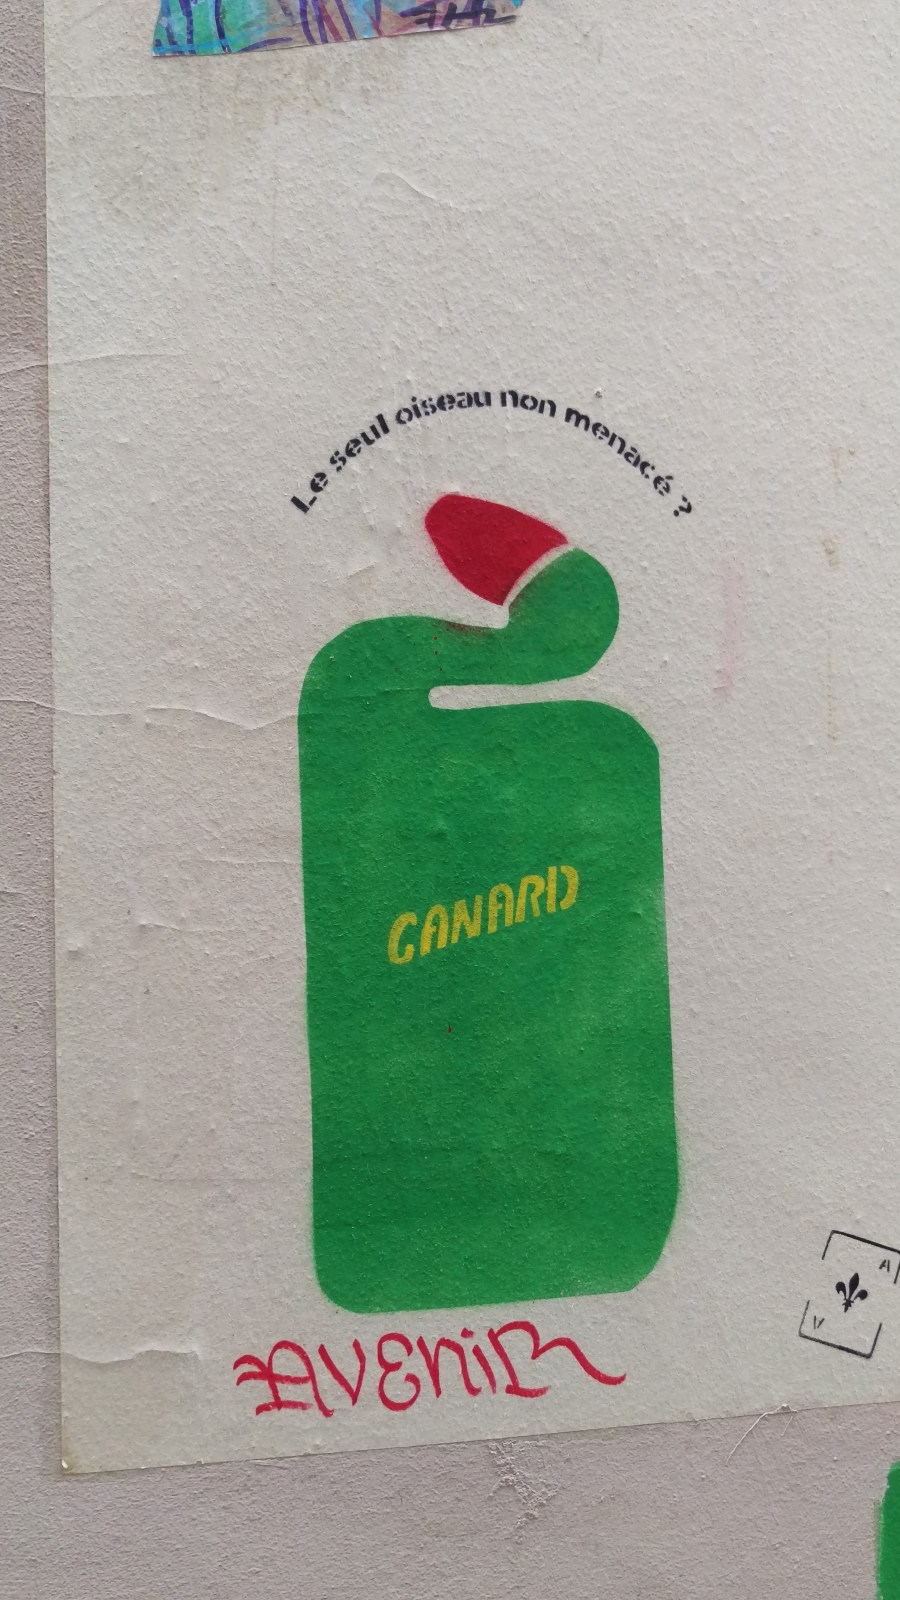 Le seul oiseau non menacé ?
CANARD
AVENIR
A
V